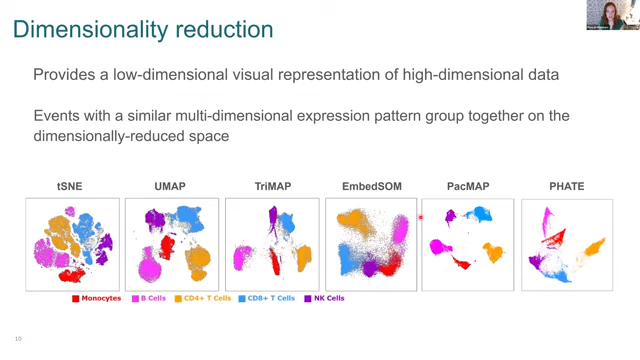 Dimensionality reduction
Provides a low-dimensional visual representation of high-dimensional data
Events with a similar multi-dimensional expression pattern group together on the
dimensionally-reduced space
tSNE UMAP TriMAP EmbedSOM PacMAP PHATE
Monocytes B Cells CD4+ T Cells CD8+ T Cells NK Cells
10